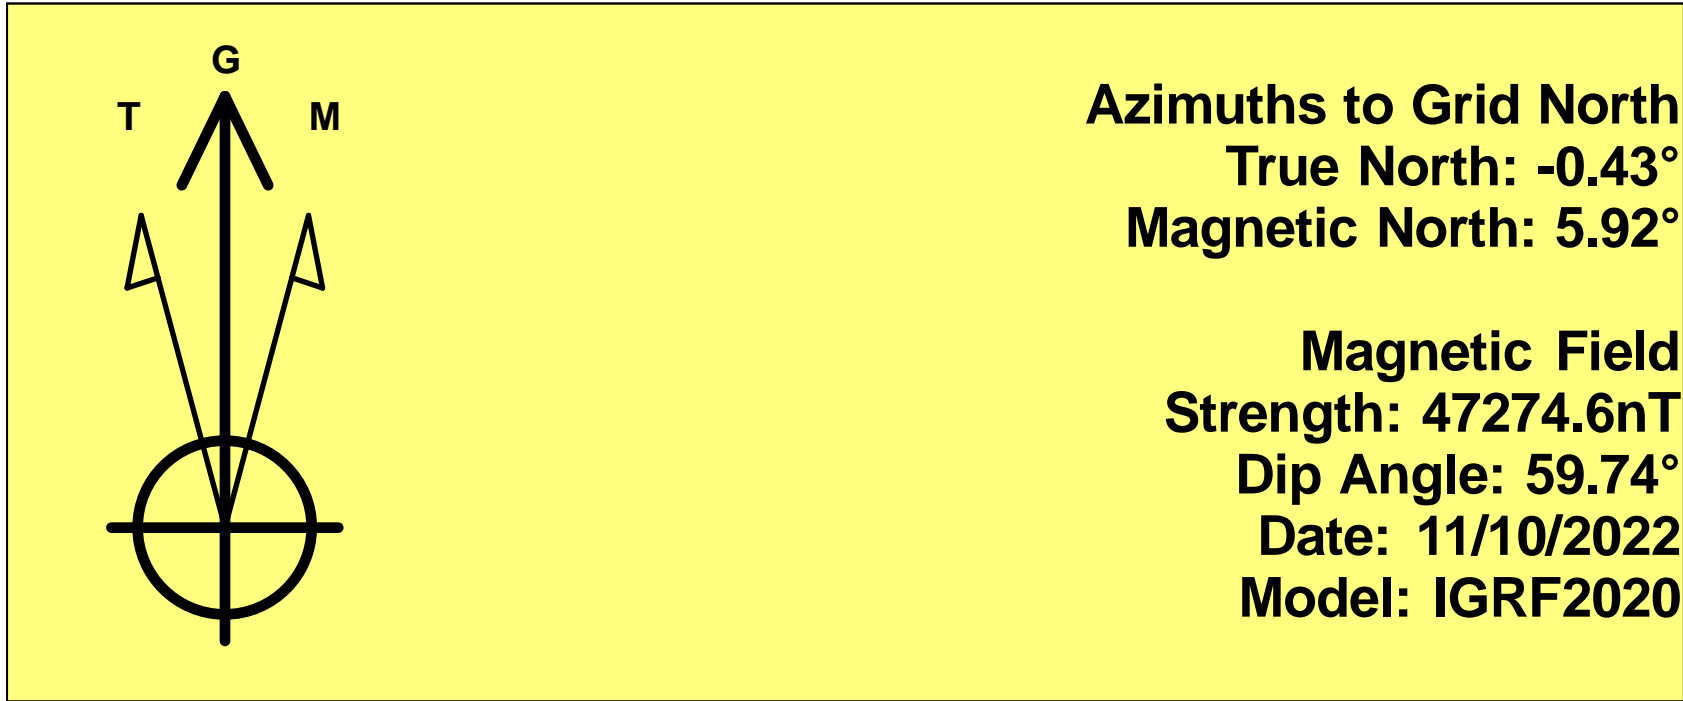 G
T M
Azimuths to Grid North
True North: -0.43°
Magnetic North: 5.92°
Magnetic Field
Strength: 47274.6nT
Dip Angle: 59.74°
Date: 11/10/2022
Model: IGRF2020